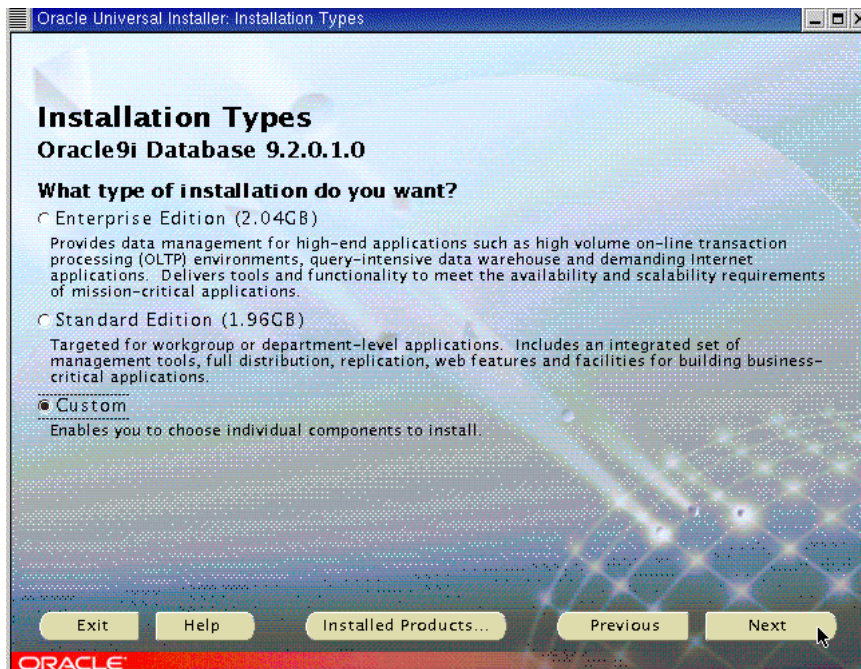 Oracle Universal Installer: Installation Types
Installation Types
Oracle9i Database 9.2.0.1.0
What type of installation do you want?
Enterprise Edition (2.04GB)
Provides data management for high-end applications such as high volume on-line transaction
processing (OLTP) environments, query-intensive data warehouse and demanding Internet
applications. Delivers tools and functionality to meet the availability and scalability requirements
of mission-critical applications.
Standard Edition (1.96GB)
Targeted for workgroup or department-level applications. Includes an integrated set of
management tools, full distribution, replication, web features and facilities for building business-
critical applications.
Custom
Enables you to choose individual components to install.
Exit Help Installed Products... Previous Next
ORACLE